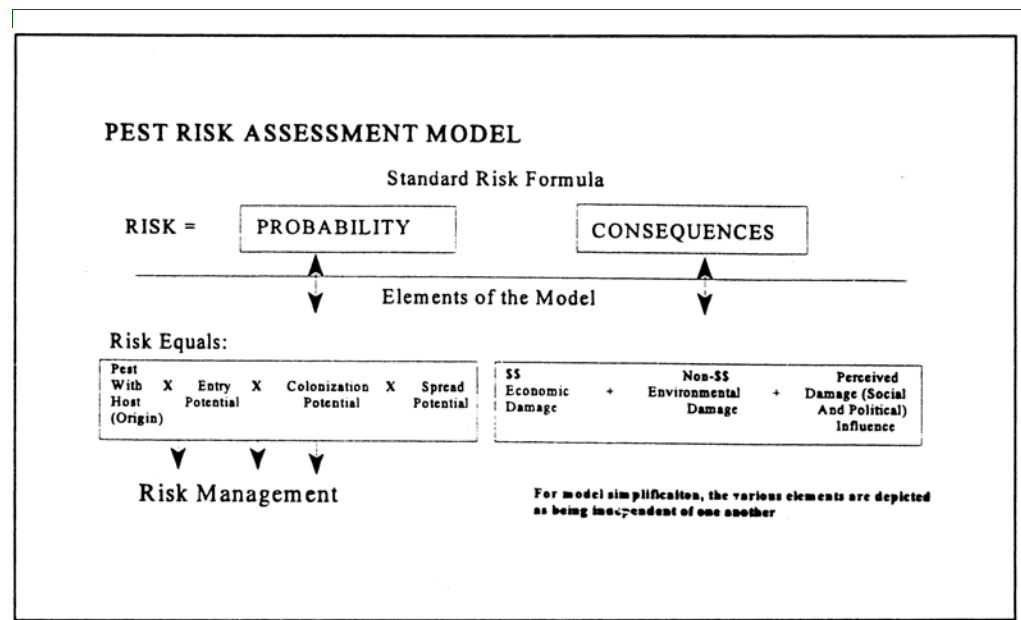 PEST RISK ASSESSMENT MODEL
Standard Risk Formula
RISK = PROBABILITY CONSEQUENCES
Elements of the Model
Risk Equals:
Pest
With X Entry X Colonization X Spread
Host Potential Potential Potential
(Origin)
$$ Non-$$ Perceived
Economic + Environmental + Damage (Social
Damage Damage And Political)
Influence
Risk Management
For model simplificaiton, the various elements are depicted
as being independent of one another